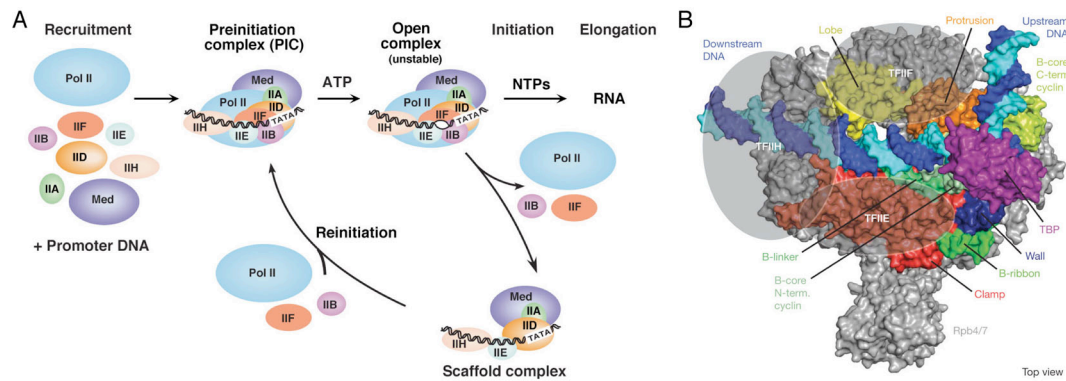 A
Recruitment
Pol II
IIF
IIB
IIE
IID
IIH
IIA
Med
+ Promoter DNA
Preinitiation
complex (PIC)
Med
IIA
Pol II
IID
IIF
TATA
IIH
IIE
IIB
ATP
Open
complex
(unstable)
Med
IIA
Pol II
IID
IIF
TATA
IIH
IIE
IIB
Initiation
NTPs
Elongation
RNA
Pol II
IIB
IIF
Reinitiation
Pol II
IIB
IIF
Med
IIA
IID
TATA
IIH
IIE
Scaffold complex
B
Lobe
Protrusion
Upstream
DNA
Downstream
DNA
TFIIF
B-core
C-term.
cyclin
TFIIH
TFIIE
TBP
B-linker
Wall
B-ribbon
B-core
N-term.
cyclin
Clamp
Rpb4/7
Top view